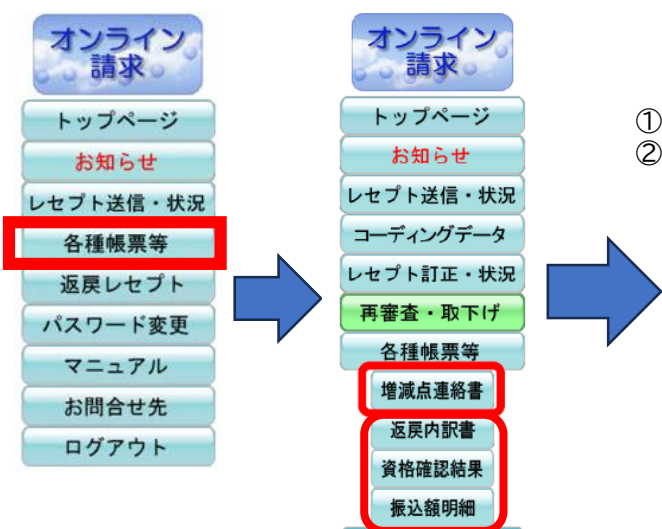 オンライン
請求
トップページ
お知らせ
レセプト送信・状況
各種帳票等
返戻レセプト
パスワード変更
マニュアル
お問合せ先
ログアウト
オンライン
請求
トップページ
お知らせ
レセプト送信・状況
コーディングデータ
レセプト訂正・状況
再審査・取下げ
各種帳票等
増減点連絡書
返戻内訳書
資格確認結果
振込額明細
①
②